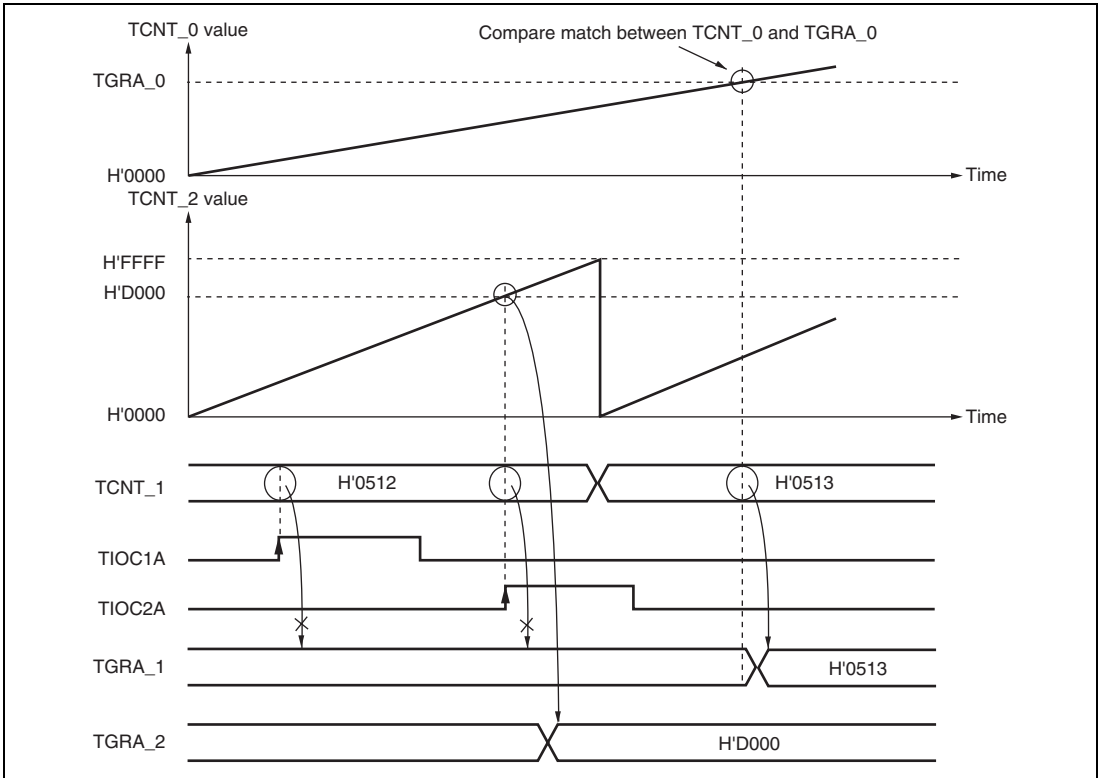 TCNT_0 value
Compare match between TCNT_0 and TGRA_0
TGRA_0
H'0000
Time
TCNT_2 value
H'FFFF
H'D000
H'0000
Time
TCNT_1
H'0512
H'0513
TIOC1A
TIOC2A
TGRA_1
H'0513
TGRA_2
H'D000